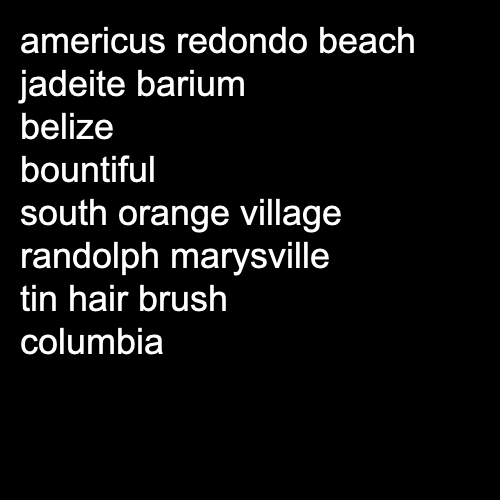 americus redondo beach
jadeite barium
belize
bountiful
south orange village
randolph marysville
tin hair brush
columbia